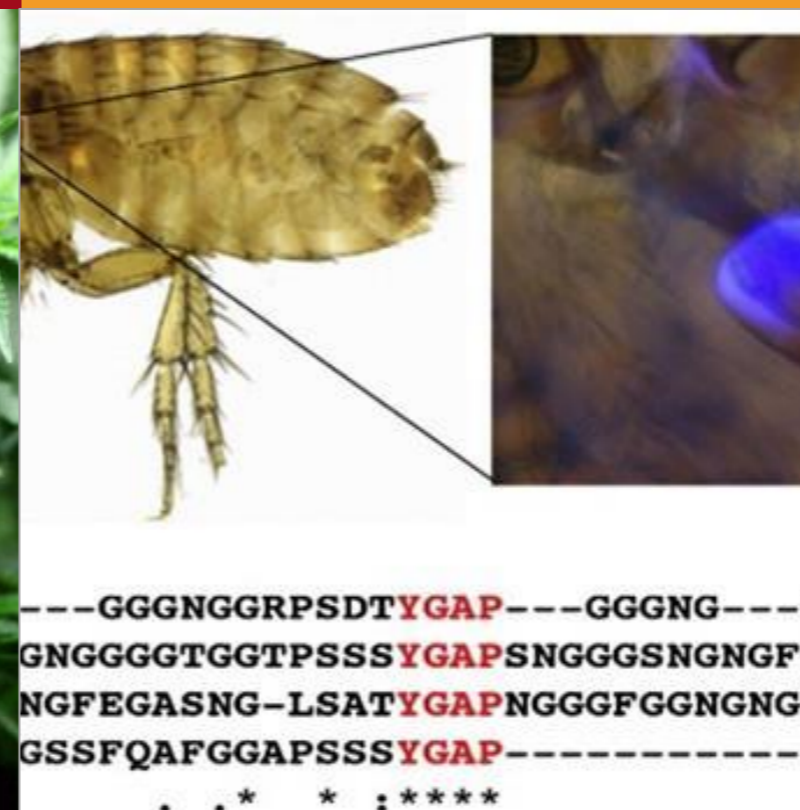 ---GGGNGGRPSDTYGAP---GGGNG---
GNGGGGTGGTPSSSYGAPSNGGGSNGNGF
NGFEGASNG-LSATYGAPNGGGFGGNGNG
GSSFQAFGGAPSSSYGAP-----------
. .* * :****